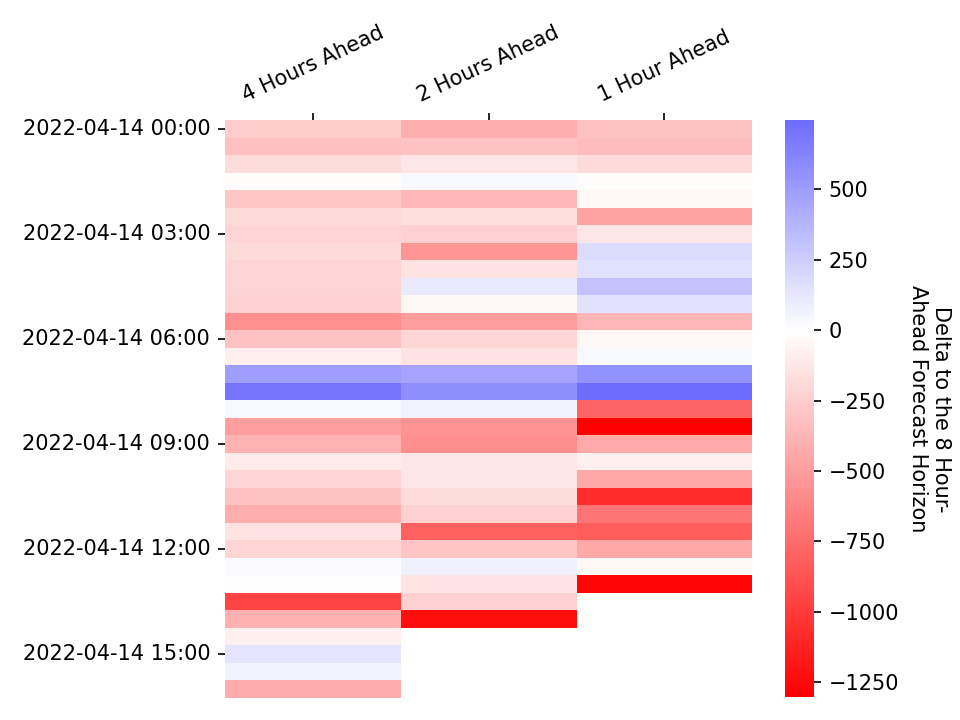 4 Hours Ahead
2 Hours Ahead
1 Hour Ahead
2022-04-14 00:00
2022-04-14 03:00
2022-04-14 06:00
2022-04-14 09:00
2022-04-14 12:00
2022-04-14 15:00
500
250
0
−250
−500
−750
−1000
−1250
Delta to the 8 Hour-
Ahead Forecast Horizon